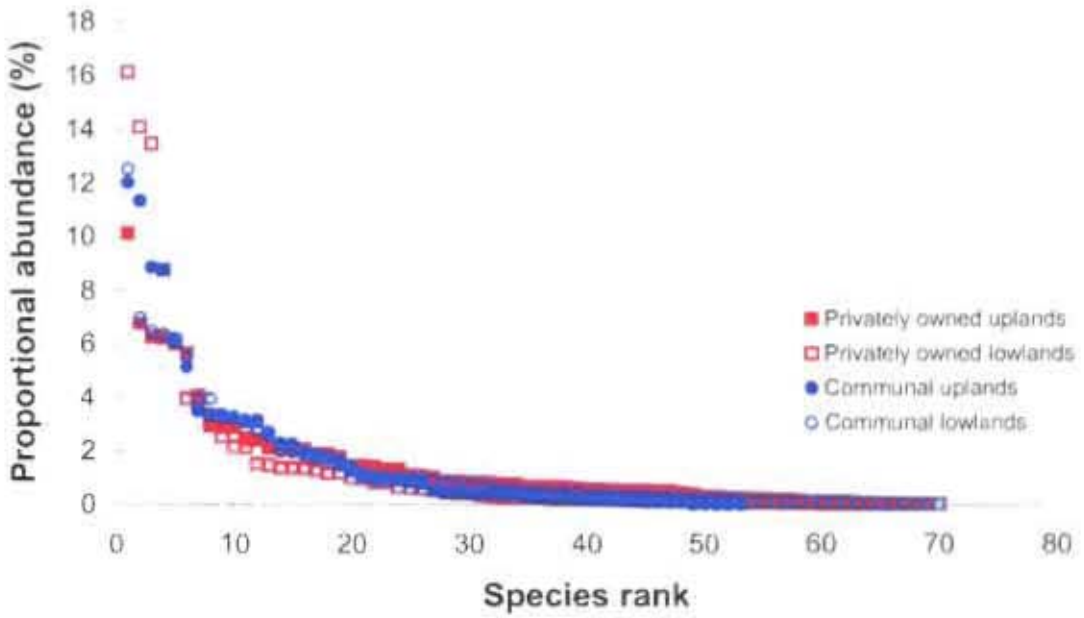 Proportional abundance (%)
18
16
14
12
10
8
6
4
2
0
0 10 20 30 40 50 60 70 80
Species rank
Privately owned uplands
Privately owned lowlands
Communal uplands
Communal lowlands